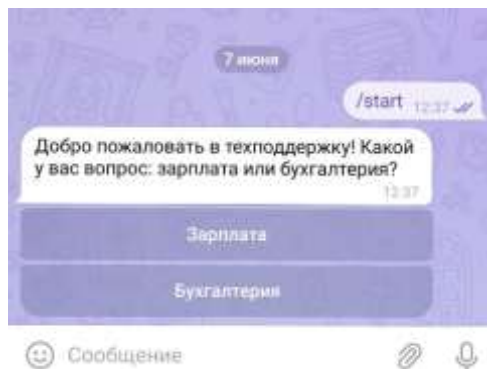 7 июня
/start 12:37
Добро пожаловать в техподдержку! Какой
у вас вопрос: зарплата или бухгалтерия?
12:37
Зарплата
Бухгалтерия
Сообщение